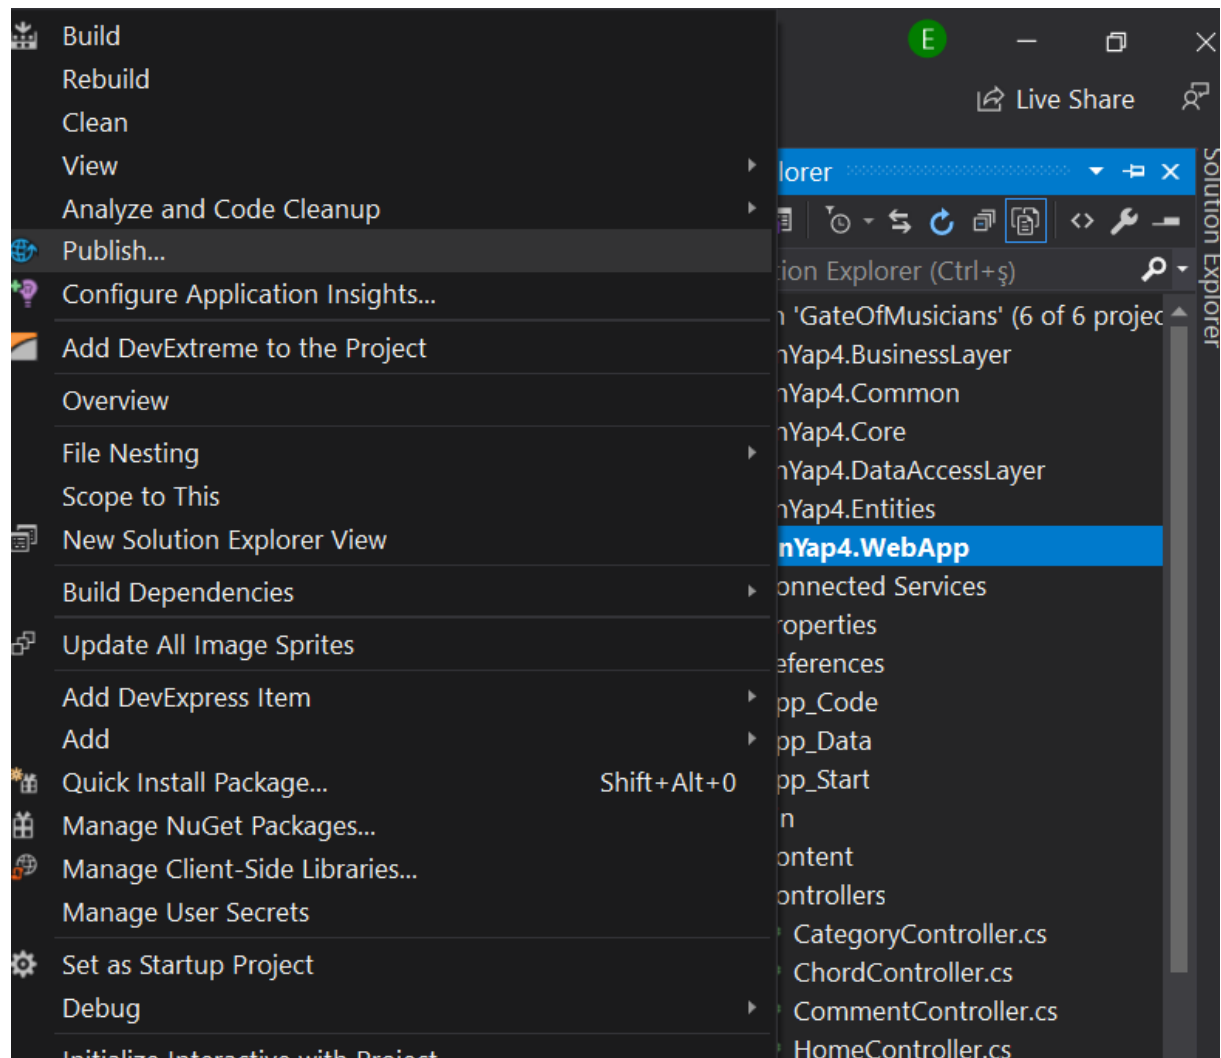 Build
Rebuild
Clean
View
Analyze and Code Cleanup
Publish...
Configure Application Insights...
Add DevExtreme to the Project
Overview
File Nesting
Scope to This
New Solution Explorer View
Build Dependencies
Update All Image Sprites
Add DevExpress Item
Add
Quick Install Package... Shift+Alt+0
Manage NuGet Packages...
Manage Client-Side Libraries...
Manage User Secrets
Set as Startup Project
Debug
Initialize Interactive with Project
E
Live Share
lorer
tion Explorer (Ctrl+ş)
n 'GateOfMusicians' (6 of 6 projec
nYap4.BusinessLayer
nYap4.Common
nYap4.Core
nYap4.DataAccessLayer
nYap4.Entities
nYap4.WebApp
onnected Services
roperties
eferences
pp_Code
pp_Data
pp_Start
n
ontent
ontrollers
CategoryController.cs
ChordController.cs
CommentController.cs
HomeController.cs
Solution Explorer